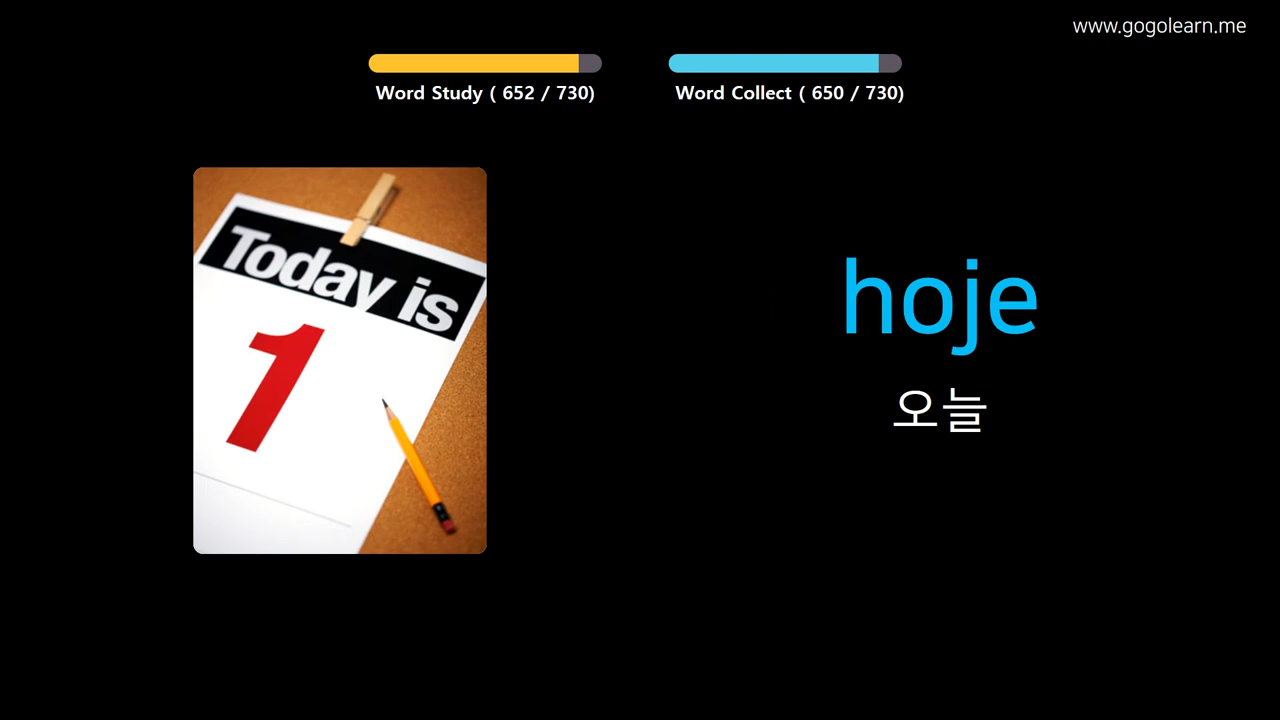 www.gogolearn.me
Word Study ( 652 / 730)
Word Collect ( 650 / 730)
Today is
1
hoje
오늘